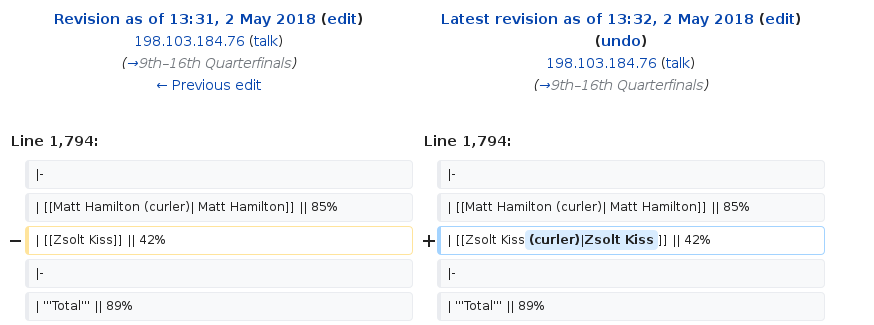 Revision as of 13:31, 2 May 2018 (edit)
198.103.184.76 (talk)
(→9th–16th Quarterfinals)
← Previous edit
Latest revision as of 13:32, 2 May 2018 (edit)
(undo)
198.103.184.76 (talk)
(→9th–16th Quarterfinals)
Line 1,794:
Line 1,794:
|-
|-
| [[Matt Hamilton (curler)| Matt Hamilton]] || 85%
| [[Matt Hamilton (curler)| Matt Hamilton]] || 85%
− | [[Zsolt Kiss]] || 42%
+ | [[Zsolt Kiss (curler)|Zsolt Kiss ]] || 42%
|-
|-
| '''Total''' || 89%
| '''Total''' || 89%